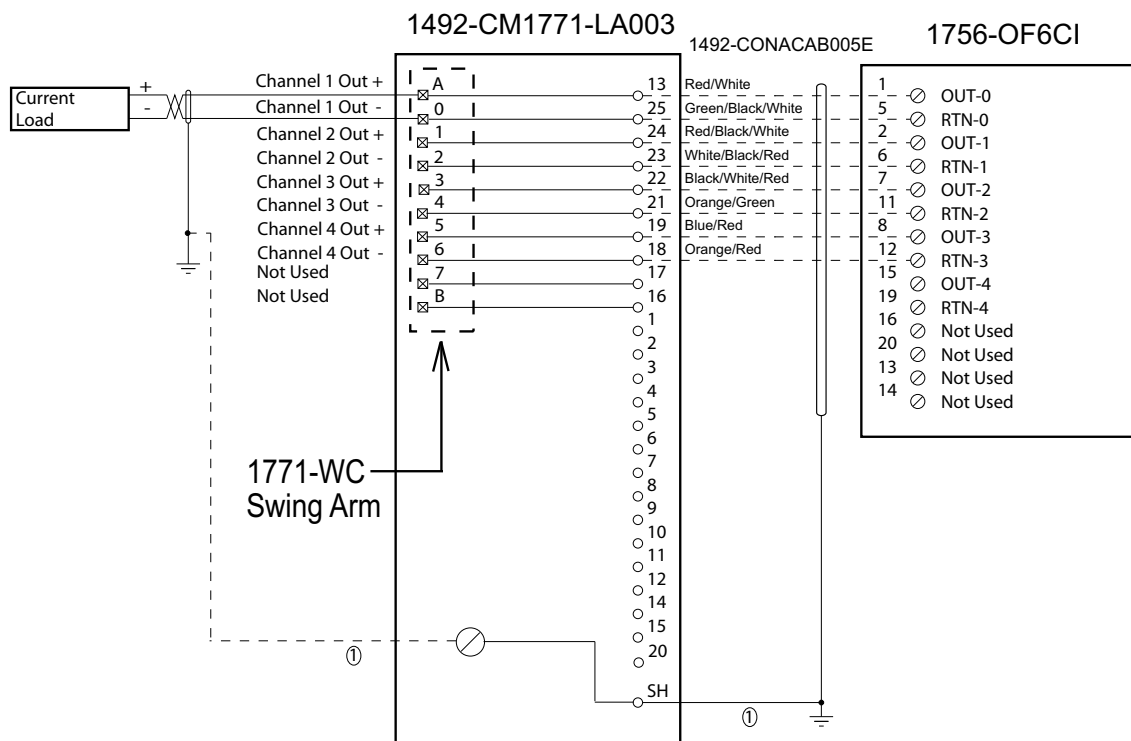 1492-CM1771-LA003
1492-CONACAB005E
1756-OF6CI
Current
Load
+
-
Channel 1 Out +
Channel 1 Out -
Channel 2 Out +
Channel 2 Out -
Channel 3 Out +
Channel 3 Out -
Channel 4 Out +
Channel 4 Out -
Not Used
Not Used
A
0
1
2
3
4
5
6
7
B
1771-WC
Swing Arm
13
25
24
23
22
21
19
18
17
16
1
2
3
4
5
6
7
8
9
10
11
12
14
15
20
SH
Red/White
Green/Black/White
Red/Black/White
White/Black/Red
Black/White/Red
Orange/Green
Blue/Red
Orange/Red
1
5
2
6
7
11
8
12
15
19
16
20
13
14
OUT-0
RTN-0
OUT-1
RTN-1
OUT-2
RTN-2
OUT-3
RTN-3
OUT-4
RTN-4
Not Used
Not Used
Not Used
Not Used
①
①